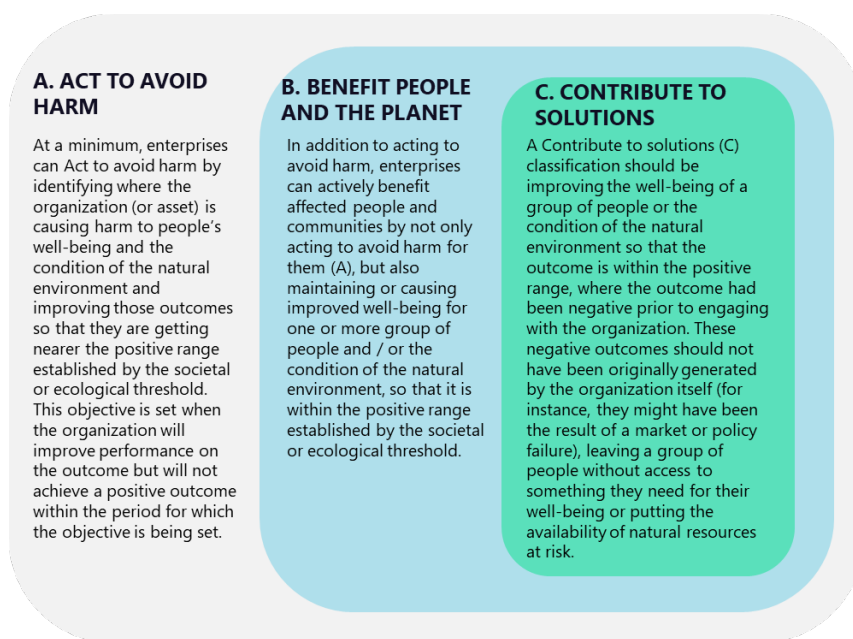 A. ACT TO AVOID
HARM
At a minimum, enterprises
can Act to avoid harm by
identifying where the
organization (or asset) is
causing harm to people's
well-being and the
condition of the natural
environment and
improving those outcomes
so that they are getting
nearer the positive range
established by the societal
or ecological threshold.
This objective is set when
the organization will
improve performance on
the outcome but will not
achieve a positive outcome
within the period for which
the objective is being set.
B. BENEFIT PEOPLE
AND THE PLANET
In addition to acting to
avoid harm, enterprises
can actively benefit
affected people and
communities by not only
acting to avoid harm for
them (A), but also
maintaining or causing
improved well-being for
one or more group of
people and / or the
condition of the natural
environment, so that it is
within the positive range
established by the societal
or ecological threshold.
C. CONTRIBUTE TO
SOLUTIONS
A Contribute to solutions (C)
classification should be
improving the well-being of a
group of people or the
condition of the natural
environment so that the
outcome is within the positive
range, where the outcome had
been negative prior to engaging
with the organization. These
negative outcomes should not
have been originally generated
by the organization itself (for
instance, they might have been
the result of a market or policy
failure), leaving a group of
people without access to
something they need for their
well-being or putting the
availability of natural resources
at risk.